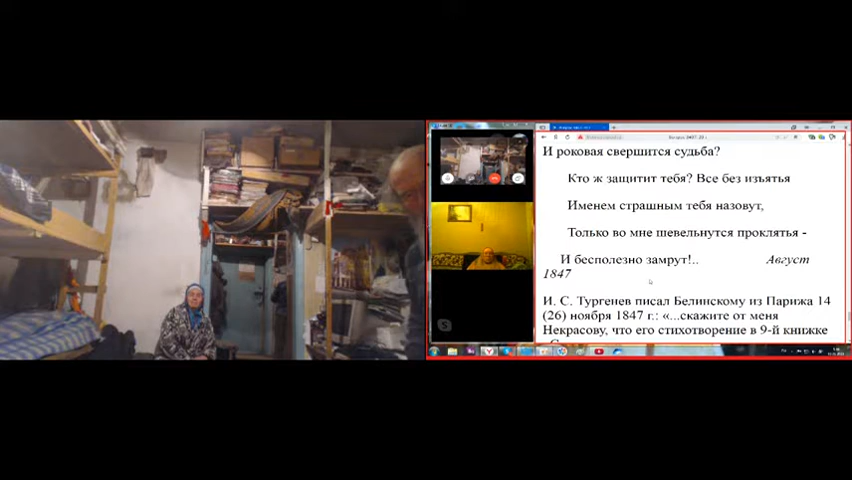 И роковая свершится судьба?
Кто ж защитит тебя? Все без изъятья
Именем страшным тебя назовут,
Только во мне шевельнутся проклятья -
И бесполезно замрут!.. Август
1847
И. С. Тургенев писал Белинскому из Парижа 14
(26) ноября 1847 г.: «...скажите от меня
Некрасову, что его стихотворение в 9-й книжке